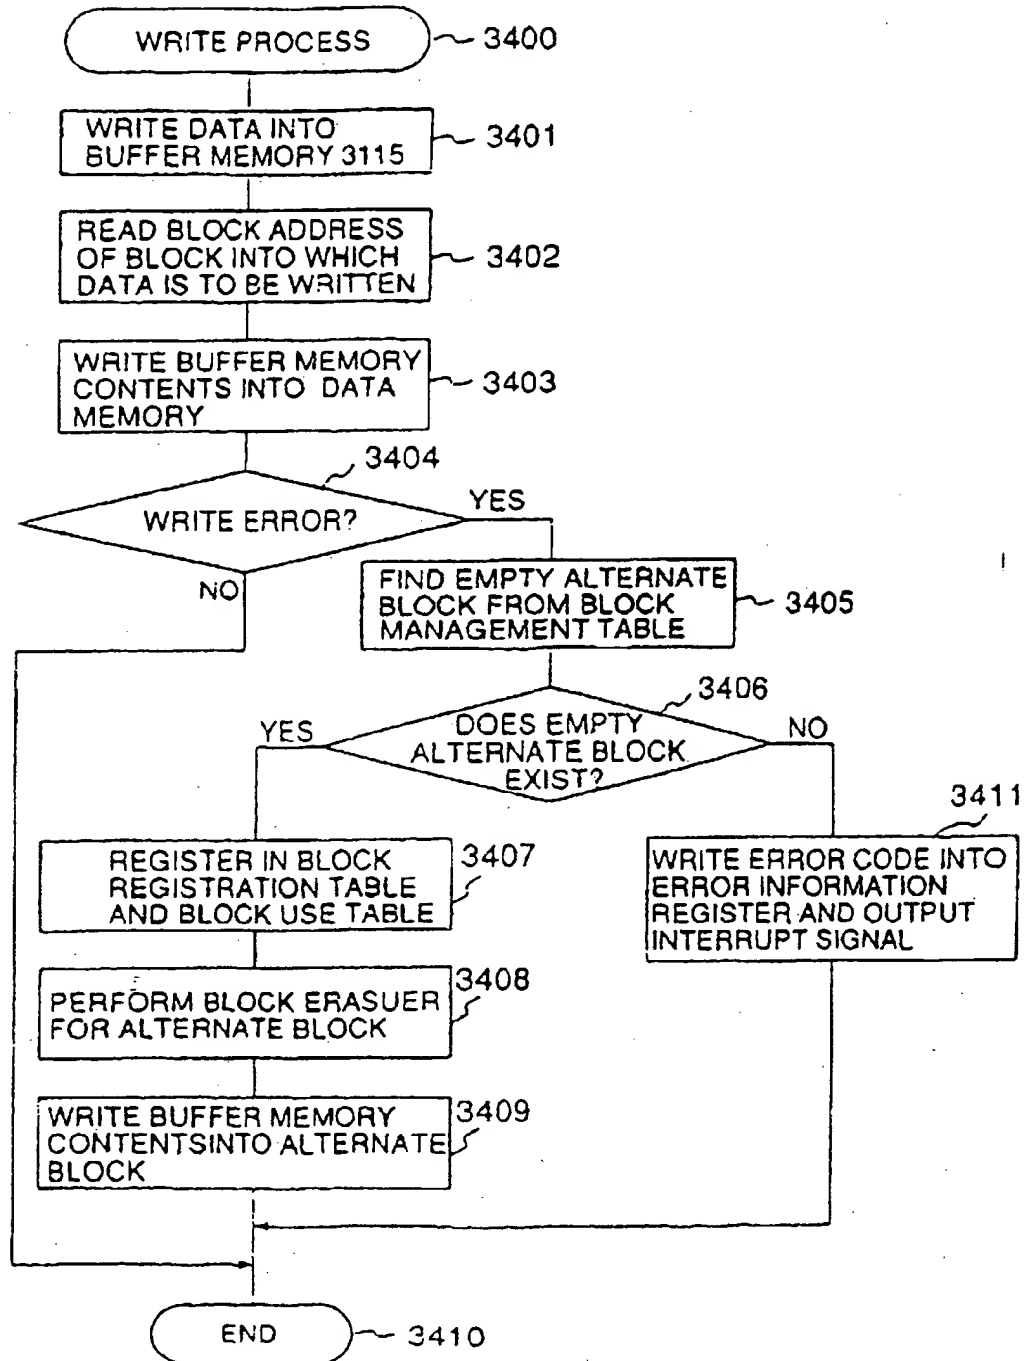 WRITE PROCESS
3400
WRITE DATA INTO
BUFFER MEMORY 3115
3401
READ BLOCK ADDRESS
OF BLOCK INTO WHICH
DATA IS TO BE WRITTEN
3402
WRITE BUFFER MEMORY
CONTENTS INTO DATA
MEMORY
3403
3404
WRITE ERROR?
YES
NO
FIND EMPTY ALTERNATE
BLOCK FROM BLOCK
MANAGEMENT TABLE
3405
3406
DOES EMPTY
ALTERNATE BLOCK
EXIST?
YES
NO
REGISTER IN BLOCK
REGISTRATION TABLE
AND BLOCK USE TABLE
3407
3411
WRITE ERROR CODE INTO
ERROR INFORMATION
REGISTER AND OUTPUT
INTERRUPT SIGNAL
PERFORM BLOCK ERASUER
FOR ALTERNATE BLOCK
3408
WRITE BUFFER MEMORY
CONTENTSINTO ALTERNATE
BLOCK
3409
END
3410